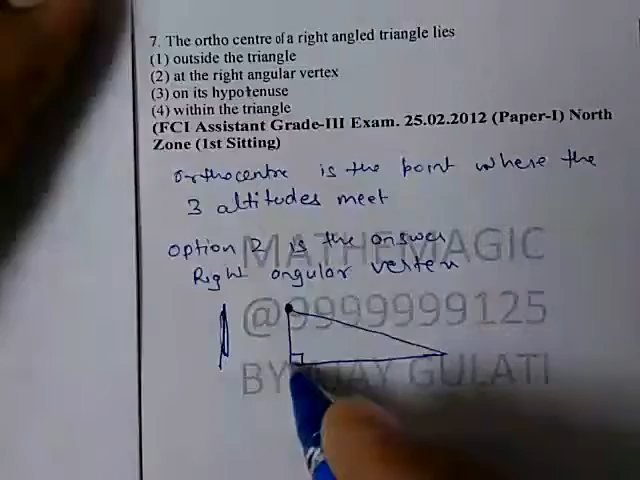 7. The ortho centre of a right angled triangle lies
(1) outside the triangle
(2) at the right angular vertex
(3) on its hypotenuse
(4) within the triangle
(FCI Assistant Grade-III Exam. 25.02.2012 (Paper-I) North
Zone (1st Sitting)
Orthocentre is the point where the
3 altitudes meet
option 2 is the answer
Right angular vertex
MATHEMAGIC
@9999999125
BY GULATI